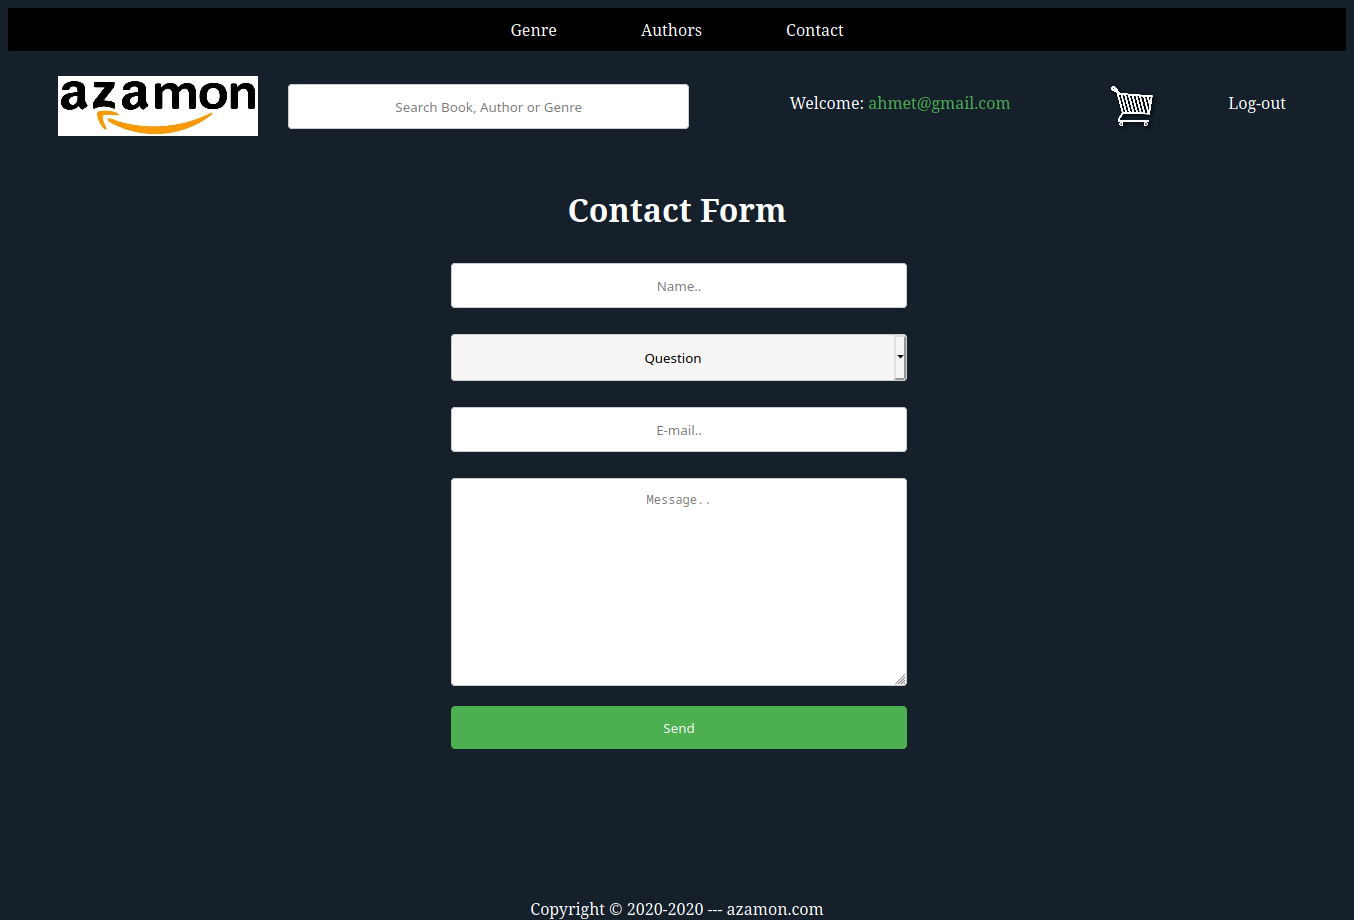 Genre Authors Contact
azamon Search Book, Author or Genre Welcome: ahmet@gmail.com Log-out
Contact Form
Name..
Question
E-mail..
Message..
Send
Copyright © 2020-2020 --- azamon.com